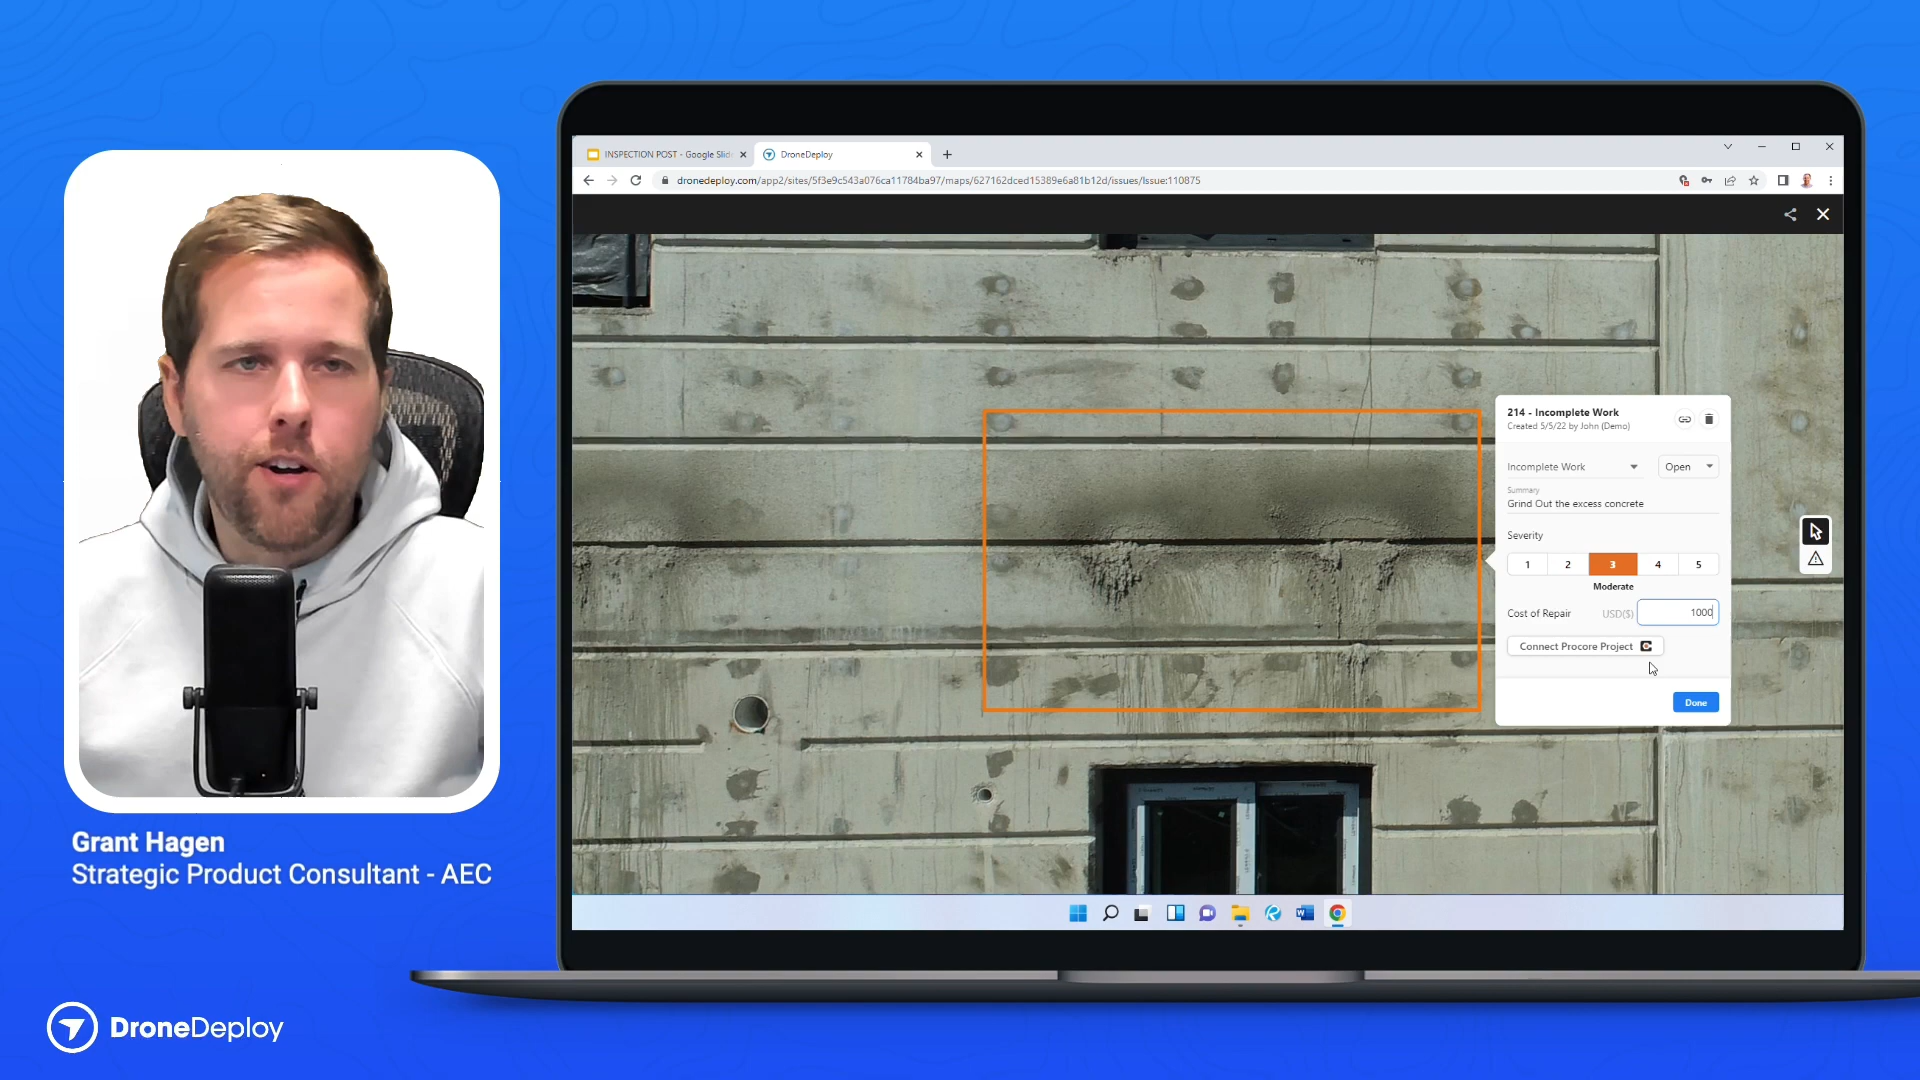 INSPECTION POST - Google Slid
DroneDeploy
dronedeploy.com/app2/sites/5f3e9c543a076ca11784ba97/maps/627162dced15389e6a81b12d/issues/Issue:110875
214 - Incomplete Work
Created 5/5/22 by John (Demo)
Incomplete Work
Open
Summary
Grind Out the excess concrete
Severity
1 2 3 4 5
Moderate
Cost of Repair USD($) 1000
Connect Procore Project
Done
Grant Hagen
Strategic Product Consultant - AEC
DroneDeploy